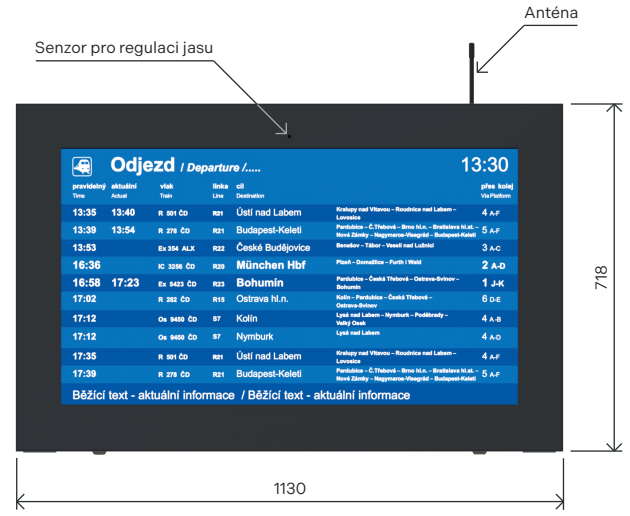 Anténa
Senzor pro regulaci jasu
Odjezd / Departure /.....
13:30
pravidelný aktuální vlak linka cíl přes kolej
Time Actual Train Line Destination Via Platform
13:35 13:40 R 501 ČD R21 Ústí nad Labem Kralupy nad Vltavou – Roudnice nad Labem – 4 A-F
Lovosice
13:39 13:54 R 278 ČD R21 Budapest-Keleti Pardubice – Č.Třebová – Brno hl.n. – Bratislava hl.st. – 5 A-F
Nové Zámky – Nagymaros-Visegrád – Budapest-Keleti
13:53 Ex 354 ALX R22 České Budějovice Benešov – Tábor – Veselí nad Lužnicí 3 A-C
16:36 IC 3256 ČD R20 München Hbf Plzeň – Domažlice – Furth i Wald 2 A-D
16:58 17:23 Ex 5423 ČD R23 Bohumín Pardubice – Česká Třebová – Ostrava-Svinov – 1 J-K
Bohumín
17:02 R 282 ČD R15 Ostrava hl.n. Kolín – Pardubice – Česká Třebová – 6 D-E
Ostrava-Svinov
17:12 Os 9450 ČD S7 Kolín Lysá nad Labem – Nymburk – Poděbrady – 4 A-B
Velký Osek
17:12 Os 9450 ČD S7 Nymburk Lysá nad Labem 4 A-D
17:35 R 501 ČD R21 Ústí nad Labem Kralupy nad Vltavou – Roudnice nad Labem – 4 A-F
Lovosice
17:39 R 278 ČD R21 Budapest-Keleti Pardubice – Č.Třebová – Brno hl.n. – Bratislava hl.st. – 5 A-F
Nové Zámky – Nagymaros-Visegrád – Budapest-Keleti
Běžící text - aktuální informace / Běžící text - aktuální informace
718
1130